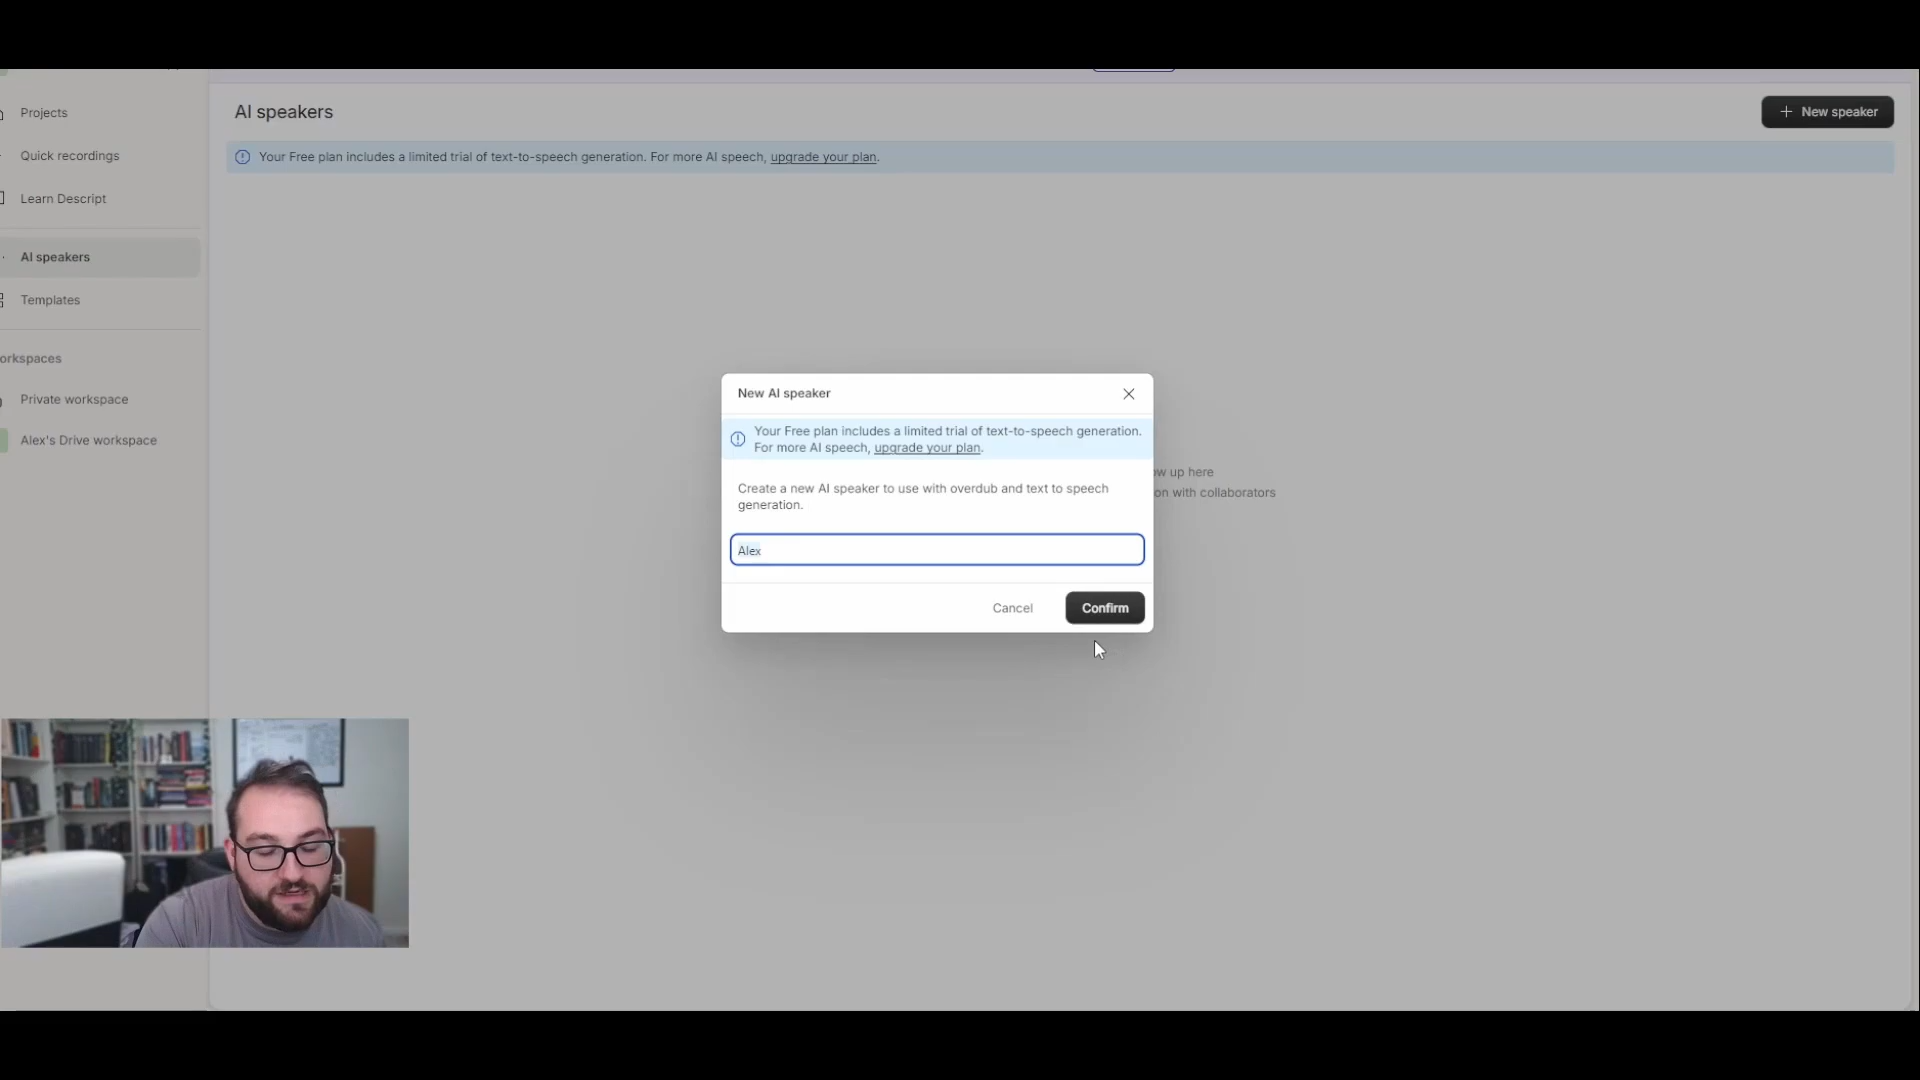 Projects
AI speakers
+ New speaker
Quick recordings
Your Free plan includes a limited trial of text-to-speech generation. For more AI speech, upgrade your plan.
Learn Descript
AI speakers
Templates
orkspaces
Private workspace
Alex's Drive workspace
New AI speaker
Your Free plan includes a limited trial of text-to-speech generation.
For more AI speech, upgrade your plan.
Create a new AI speaker to use with overdub and text to speech
generation.
ow up here
on with collaborators
Alex
Cancel
Confirm